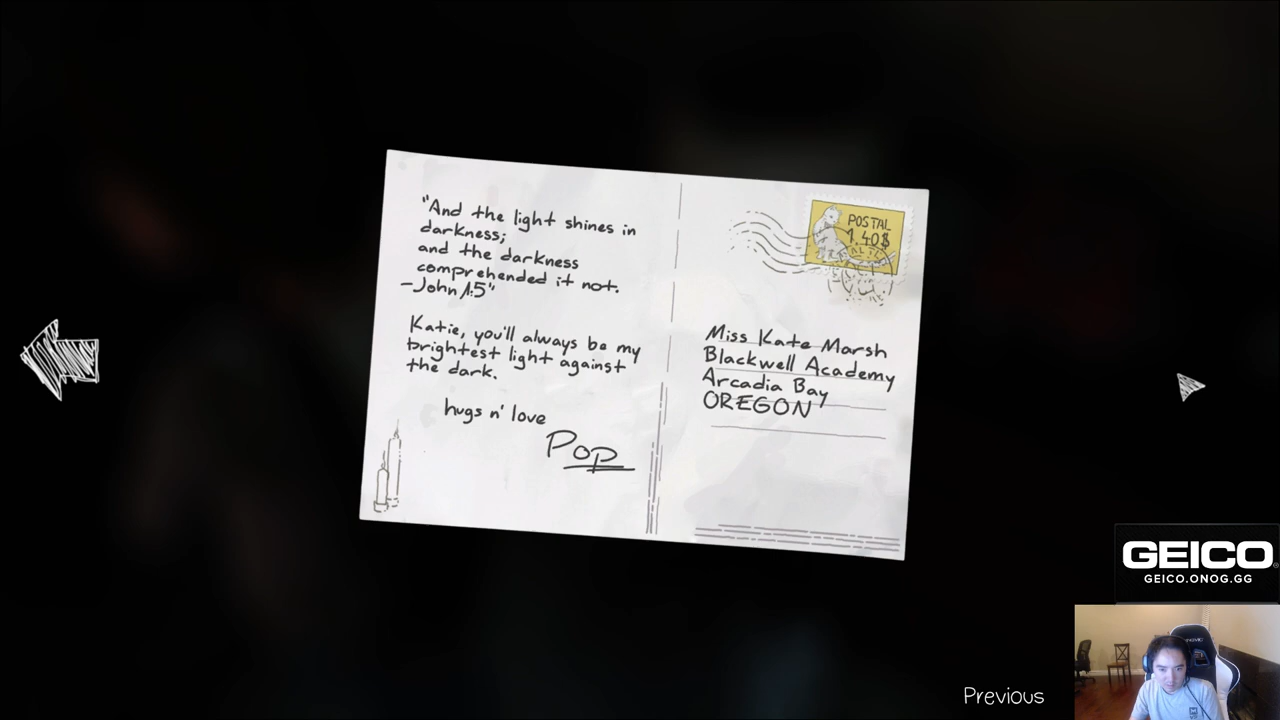 "And the light shines in
darkness;
and the darkness
comprehended it not.
-John 1:5"
Katie, you'll always be my
brightest light against
the dark.
hugs n' love
Pop
POSTAL
1.40$
Miss Kate Marsh
Blackwell Academy
Arcadia Bay
OREGON
GEICO
GEICO.ONOG.GG
Previous